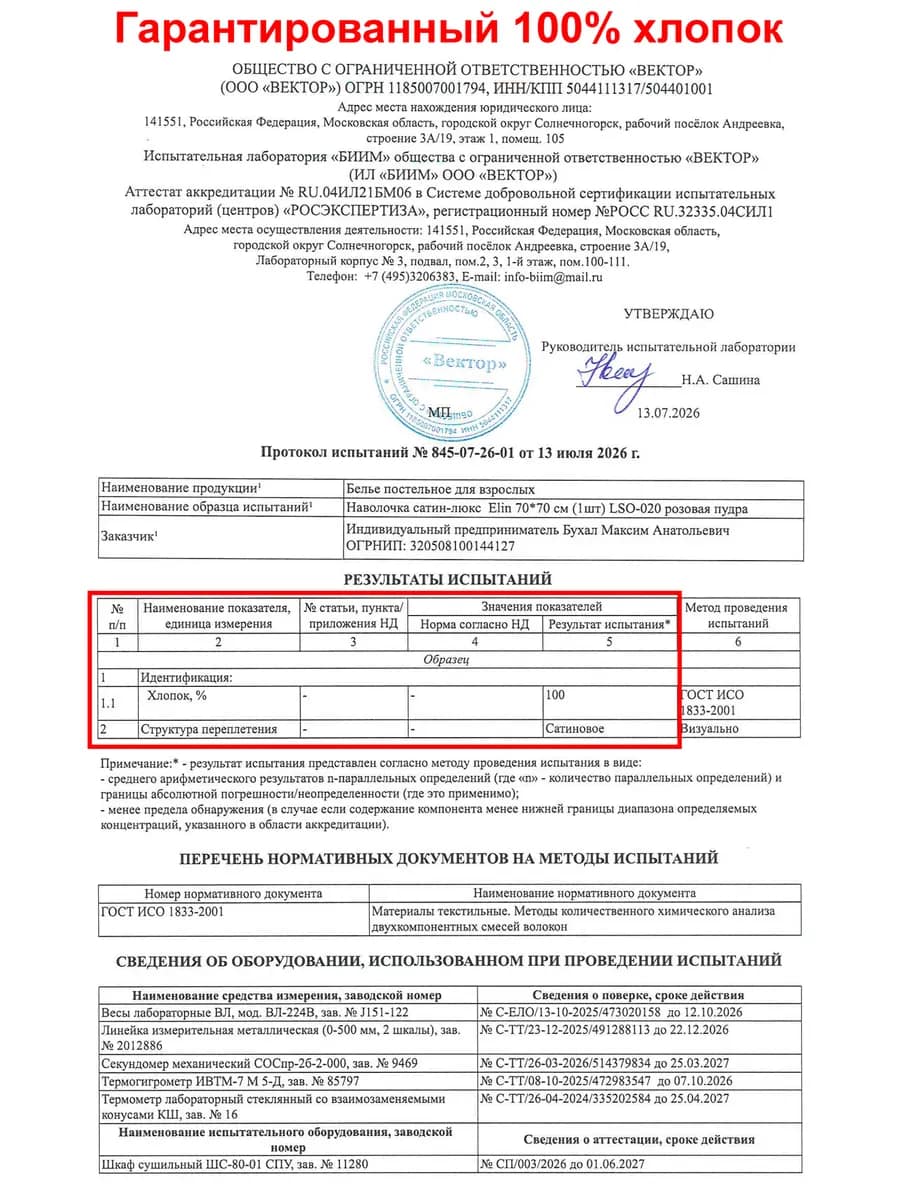 Гарантированный 100% хлопок
ОБЩЕСТВО С ОГРАНИЧЕННОЙ ОТВЕТСТВЕННОСТЬЮ «ВЕКТОР»
(ООО «ВЕКТОР») ОГРН 1185007001794, ИНН/КПП 5044111317/504401001
Адрес места нахождения юридического лица:
141551, Российская Федерация, Московская область, городской округ Солнечногорск, рабочий посёлок Андреевка,
строение 3А/19, этаж 1, помещ. 105
Испытательная лаборатория «БИИМ» общества с ограниченной ответственностью «ВЕКТОР»
(ИЛ «БИИМ» ООО «ВЕКТОР»)
Аттестат аккредитации № RU.04ИЛ21БМ06 в Системе добровольной сертификации испытательных
лабораторий (центров) «РОСЭКСПЕРТИЗА», регистрационный номер №РОСС RU.32335.04СИЛ1
Адрес места осуществления деятельности: 141551, Российская Федерация, Московская область,
городской округ Солнечногорск, рабочий посёлок Андреевка, строение 3А/19,
Лабораторный корпус № 3, подвал, пом.2, 3, 1-й этаж, пом.100-111.
Телефон: +7 (495)3206383, E-mail: info-biim@mail.ru
РОССИЙСКАЯ ФЕДЕРАЦИЯ МОСКОВСКАЯ ОБЛАСТЬ
ОБЩЕСТВО С ОГРАНИЧЕННОЙ ОТВЕТСТВЕННОСТЬЮ
«Вектор»
ОГРН 1185007001794 ИНН 5044111317
МП
УТВЕРЖДАЮ
Руководитель испытательной лаборатории
Н.А. Сашина
13.07.2026
Протокол испытаний № 845-07-26-01 от 13 июля 2026 г.
Наименование продукции¹ Белье постельное для взрослых
Наименование образца испытаний¹ Наволочка сатин-люкс Elin 70*70 см (1шт) LSO-020 розовая пудра
Заказчик¹ Индивидуальный предприниматель Бухал Максим Анатольевич
ОГРНИП: 320508100144127
РЕЗУЛЬТАТЫ ИСПЫТАНИЙ
№ п/п Наименование показателя, единица измерения № статьи, пункта/ приложения НД Значения показателей Метод проведения испытаний
Норма согласно НД Результат испытания*
1 2 3 4 5 6
Образец
1 Идентификация:
1.1 Хлопок, % - - 100 ГОСТ ИСО 1833-2001
2 Структура переплетения - - Сатиновое Визуально
Примечание:* - результат испытания представлен согласно методу проведения испытания в виде:
- среднего арифметического результатов n-параллельных определений (где «n» - количество параллельных определений) и
границы абсолютной погрешности/неопределенности (где это применимо);
- менее предела обнаружения (в случае если содержание компонента менее нижней границы диапазона определяемых
концентраций, указанного в области аккредитации).
ПЕРЕЧЕНЬ НОРМАТИВНЫХ ДОКУМЕНТОВ НА МЕТОДЫ ИСПЫТАНИЙ
Номер нормативного документа Наименование нормативного документа
ГОСТ ИСО 1833-2001 Материалы текстильные. Методы количественного химического анализа
двухкомпонентных смесей волокон
СВЕДЕНИЯ ОБ ОБОРУДОВАНИИ, ИСПОЛЬЗОВАННОМ ПРИ ПРОВЕДЕНИИ ИСПЫТАНИЙ
Наименование средства измерения, заводской номер Сведения о поверке, сроке действия
Весы лабораторные ВЛ, мод. ВЛ-224В, зав. № J151-122 № С-ЕЛО/13-10-2025/473020158 до 12.10.2026
Линейка измерительная металлическая (0-500 мм, 2 шкалы), зав. № 2012886 № С-ТТ/23-12-2025/491288113 до 22.12.2026
Секундомер механический СОСпр-2б-2-000, зав. № 9469 № С-ТТ/26-03-2026/514379834 до 25.03.2027
Термогигрометр ИВТМ-7 М 5-Д, зав. № 85797 № С-ТТ/08-10-2025/472983547 до 07.10.2026
Термометр лабораторный стеклянный со взаимозаменяемыми конусами КШ, зав. № 16 № С-ТТ/26-04-2024/335202584 до 25.04.2027
Наименование испытательного оборудования, заводской номер Сведения о аттестации, сроке действия
Шкаф сушильный ШС-80-01 СПУ, зав. № 11280 № СП/003/2026 до 01.06.2027